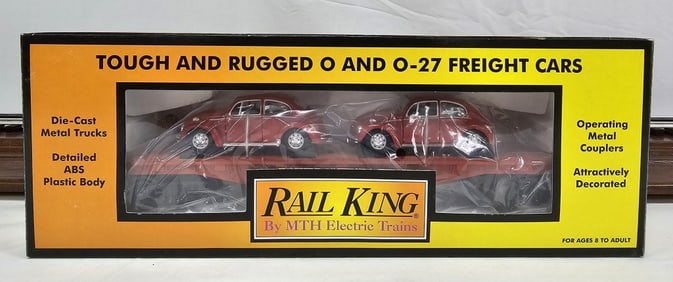 TOUGH AND RUGGED O AND O-27 FREIGHT CARS
Die-Cast
Metal Trucks
Detailed
ABS
Plastic Body
Operating
Metal
Couplers
Attractively
Decorated
RAIL KING®
By MTH Electric Trains
FOR AGES 8 TO ADULT